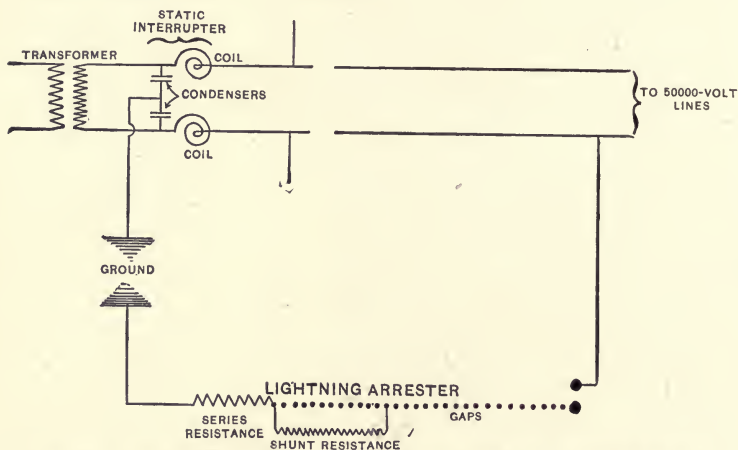 STATIC
INTERRUPTER
TRANSFORMER
COIL
CONDENSERS
COIL
TO 50000-VOLT
LINES
GROUND
LIGHTNING ARRESTER
GAPS
SERIES
RESISTANCE
SHUNT RESISTANCE